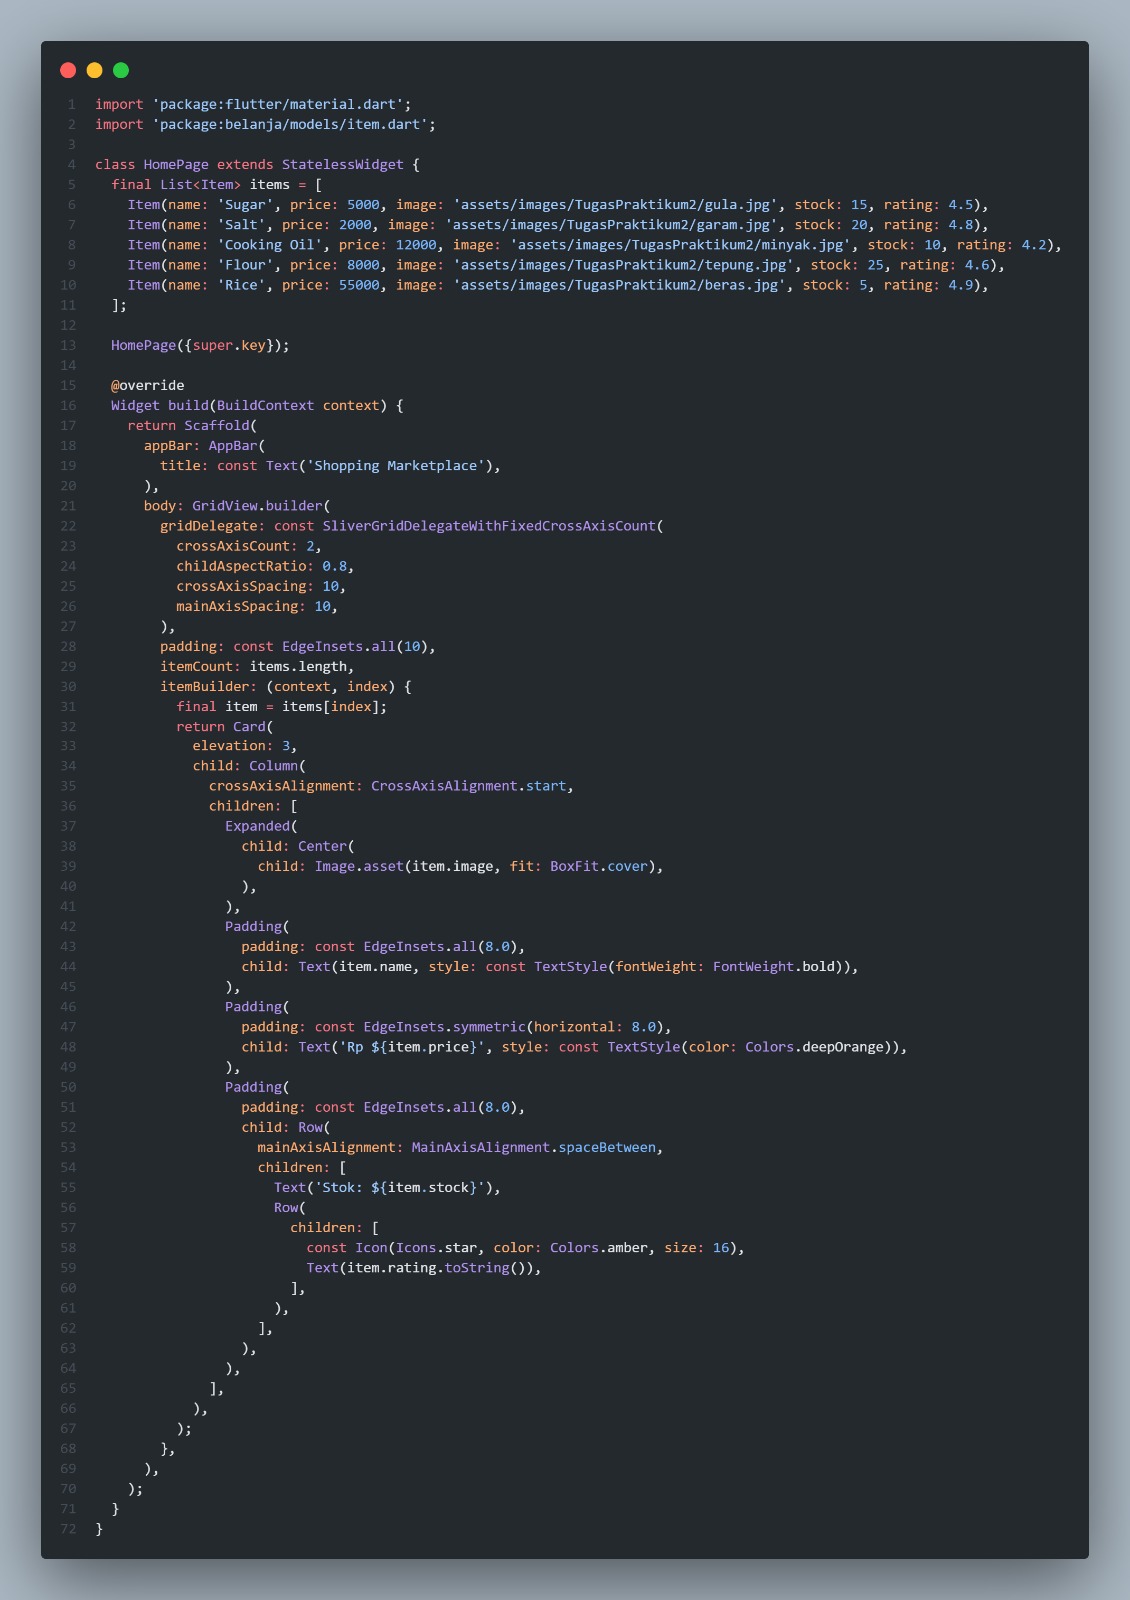 1 import 'package:flutter/material.dart';
2 import 'package:belanja/models/item.dart';
3
4 class HomePage extends StatelessWidget {
5   final List<Item> items = [
6     Item(name: 'Sugar', price: 5000, image: 'assets/images/TugasPraktikum2/gula.jpg', stock: 15, rating: 4.5),
7     Item(name: 'Salt', price: 2000, image: 'assets/images/TugasPraktikum2/garam.jpg', stock: 20, rating: 4.8),
8     Item(name: 'Cooking Oil', price: 12000, image: 'assets/images/TugasPraktikum2/minyak.jpg', stock: 10, rating: 4.2),
9     Item(name: 'Flour', price: 8000, image: 'assets/images/TugasPraktikum2/tepung.jpg', stock: 25, rating: 4.6),
10     Item(name: 'Rice', price: 55000, image: 'assets/images/TugasPraktikum2/beras.jpg', stock: 5, rating: 4.9),
11   ];
12
13   HomePage({super.key});
14
15   @override
16   Widget build(BuildContext context) {
17     return Scaffold(
18       appBar: AppBar(
19         title: const Text('Shopping Marketplace'),
20       ),
21       body: GridView.builder(
22         gridDelegate: const SliverGridDelegateWithFixedCrossAxisCount(
23           crossAxisCount: 2,
24           childAspectRatio: 0.8,
25           crossAxisSpacing: 10,
26           mainAxisSpacing: 10,
27         ),
28         padding: const EdgeInsets.all(10),
29         itemCount: items.length,
30         itemBuilder: (context, index) {
31           final item = items[index];
32           return Card(
33             elevation: 3,
34             child: Column(
35               crossAxisAlignment: CrossAxisAlignment.start,
36               children: [
37                 Expanded(
38                   child: Center(
39                     child: Image.asset(item.image, fit: BoxFit.cover),
40                   ),
41                 ),
42                 Padding(
43                   padding: const EdgeInsets.all(8.0),
44                   child: Text(item.name, style: const TextStyle(fontWeight: FontWeight.bold)),
45                 ),
46                 Padding(
47                   padding: const EdgeInsets.symmetric(horizontal: 8.0),
48                   child: Text('Rp ${item.price}', style: const TextStyle(color: Colors.deepOrange)),
49                 ),
50                 Padding(
51                   padding: const EdgeInsets.all(8.0),
52                   child: Row(
53                     mainAxisAlignment: MainAxisAlignment.spaceBetween,
54                     children: [
55                       Text('Stok: ${item.stock}'),
56                       Row(
57                         children: [
58                           const Icon(Icons.star, color: Colors.amber, size: 16),
59                           Text(item.rating.toString()),
60                         ],
61                       ),
62                     ],
63                   ),
64                 ),
65               ],
66             ),
67           );
68         },
69       ),
70     );
71   }
72 }